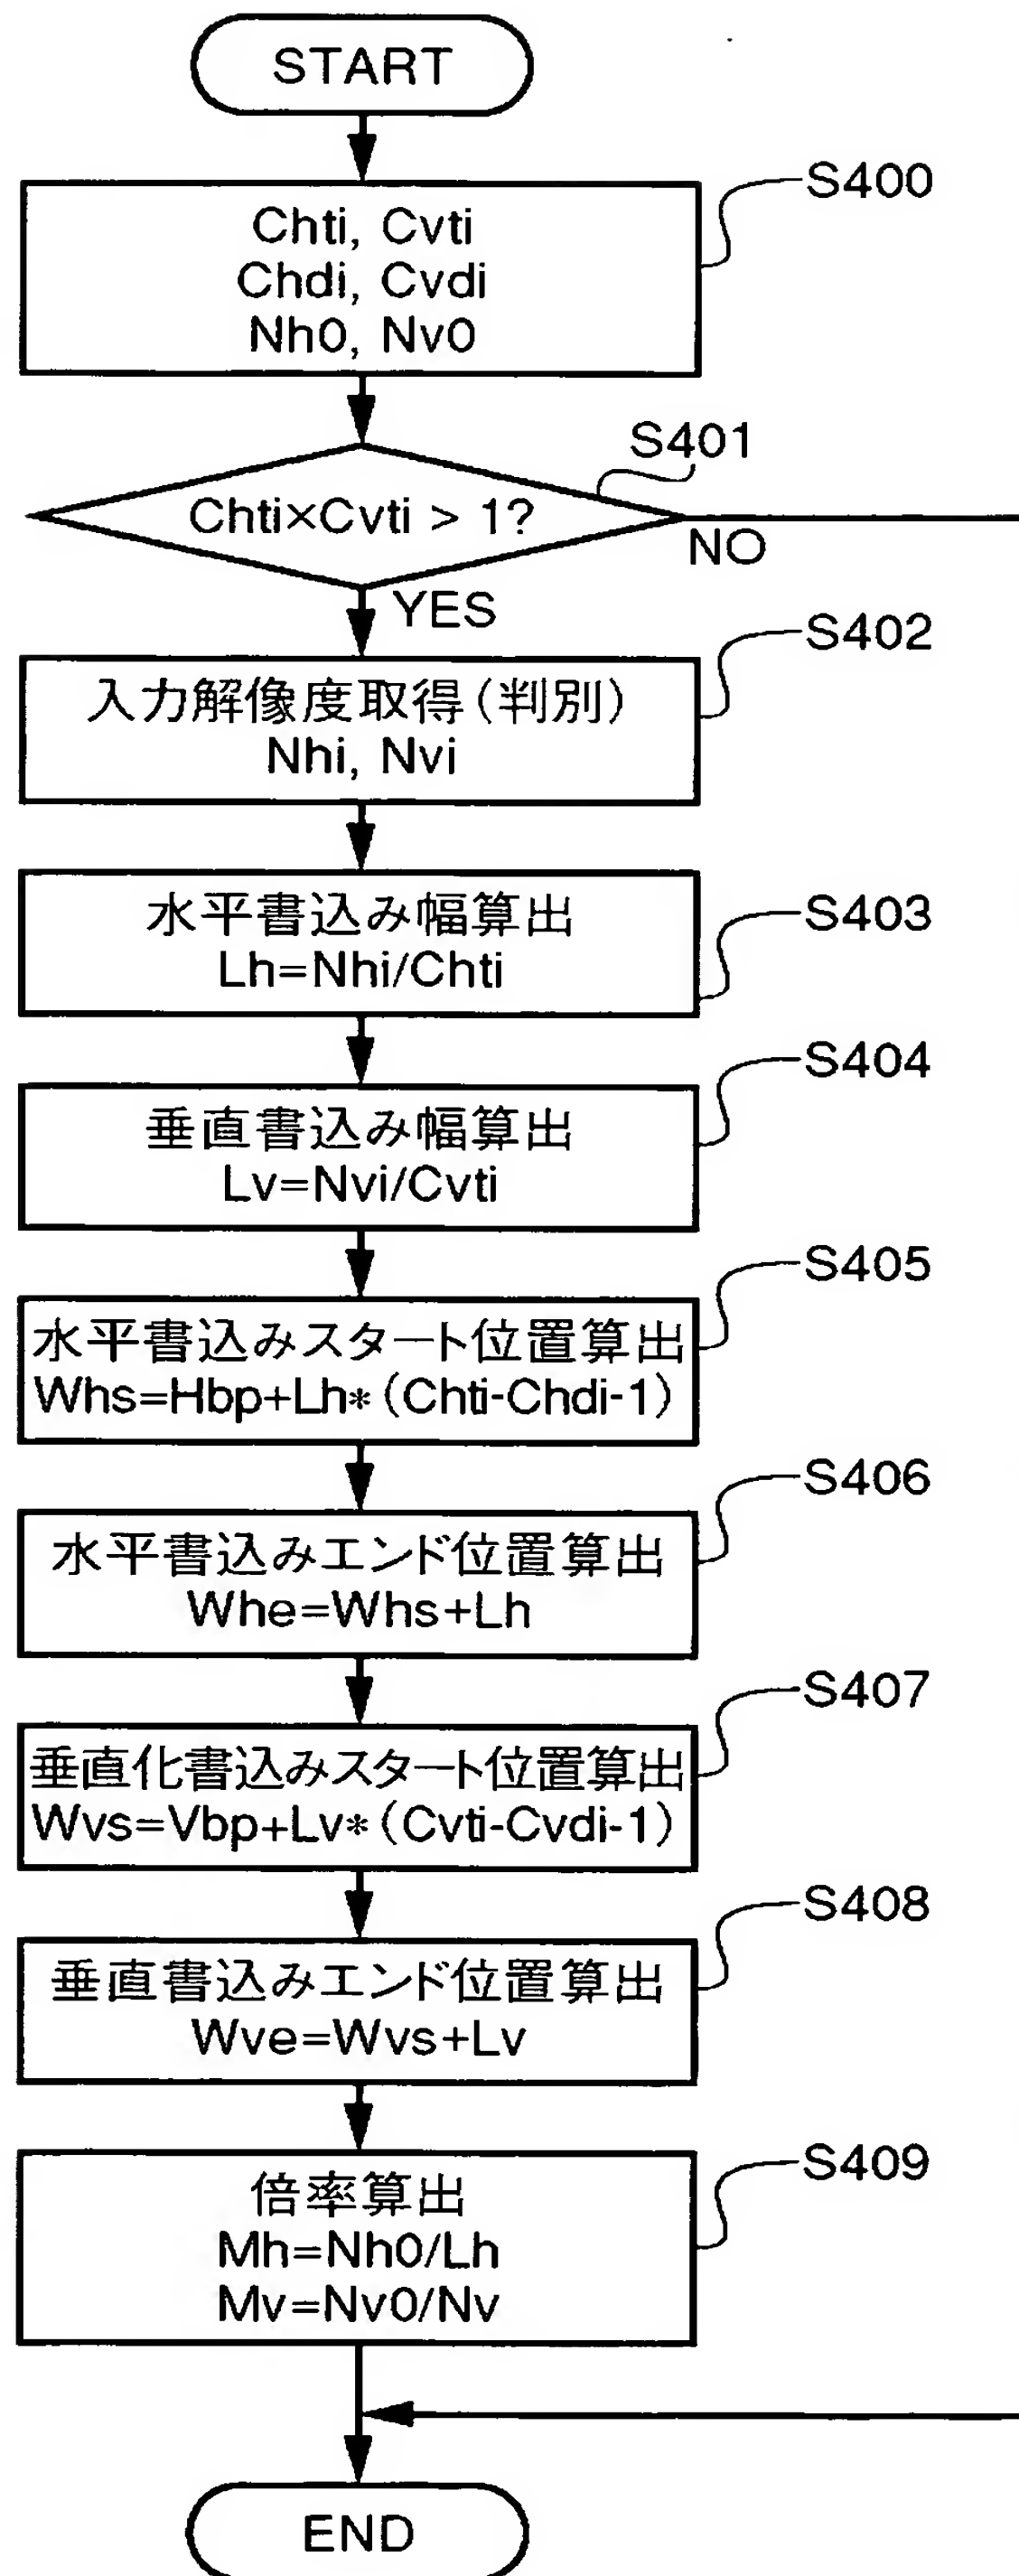 START
S400
Chti, Cvti
Chdi, Cvdi
Nh0, Nv0
S401
Chti×Cvti > 1?
NO
YES
S402
入力解像度取得(判別)
Nhi, Nvi
水平書込み幅算出
S403
Lh=Nhi/Chti
S404
垂直書込み幅算出
Lv=Nvi/Cvti
S405
水平書込みスタート位置算出
Whs=Hbp+Lh*(Chti-Chdi-1)
S406
水平書込みエンド位置算出
Whe=Whs+Lh
S407
垂直化書込みスタート位置算出
Wvs=Vbp+Lv*(Cvti-Cvdi-1)
S408
垂直書込みエンド位置算出
Wve=Wvs+Lv
S409
倍率算出
Mh=Nh0/Lh
Mv=Nv0/Nv
END